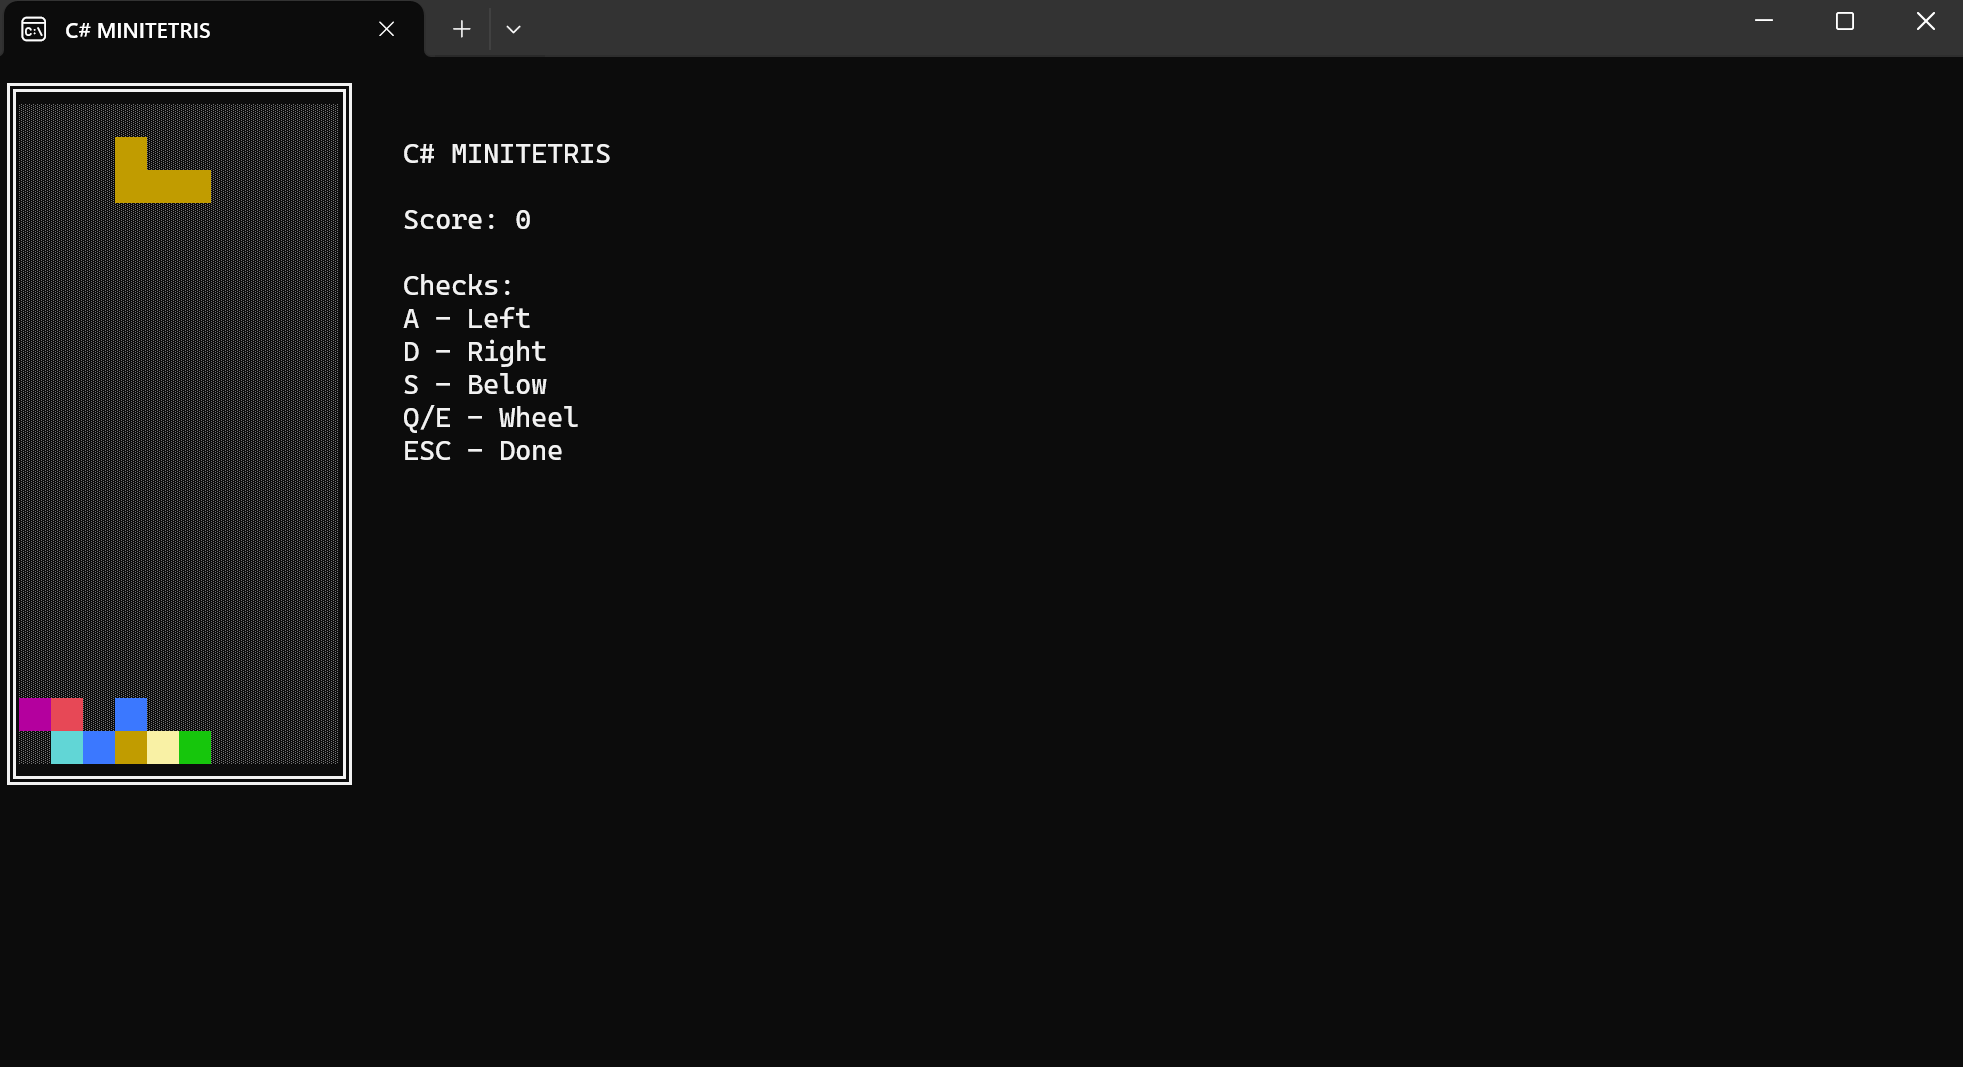 C# MINITETRIS
C# MINITETRIS
Score: 0
Checks:
A - Left
D - Right
S - Below
Q/E - Wheel
ESC - Done